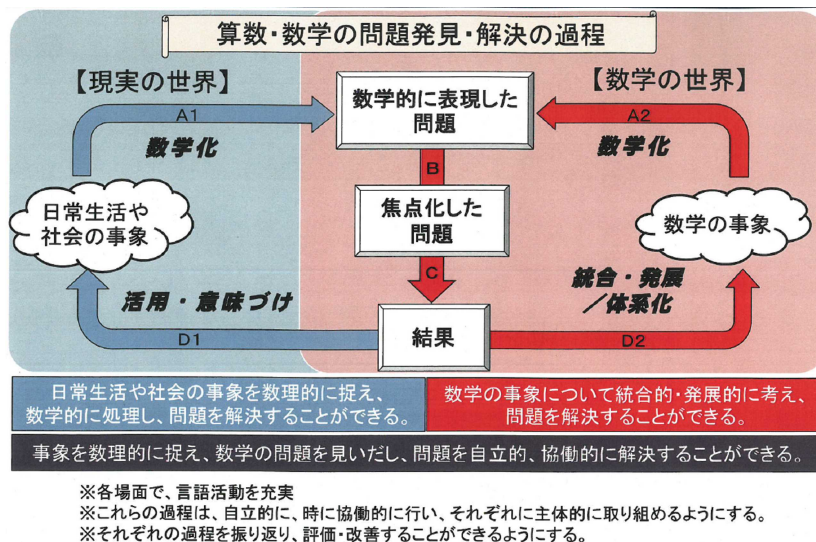 算数・数学の問題発見・解決の過程
【現実の世界】
【数学の世界】
数学的に表現した
問題
A1
A2
数学化
数学化
B
日常生活や
社会の事象
焦点化した
問題
数学の事象
C
活用・意味づけ
統合・発展
/体系化
結果
D1
D2
日常生活や社会の事象を数理的に捉え、
数学的に処理し、問題を解決することができる。
数学の事象について統合的・発展的に考え、
問題を解決することができる。
事象を数理的に捉え、数学の問題を見いだし、問題を自立的、協働的に解決することができる。
※各場面で、言語活動を充実
※これらの過程は、自立的に、時に協働的に行い、それぞれに主体的に取り組めるようにする。
※それぞれの過程を振り返り、評価・改善することができるようにする。